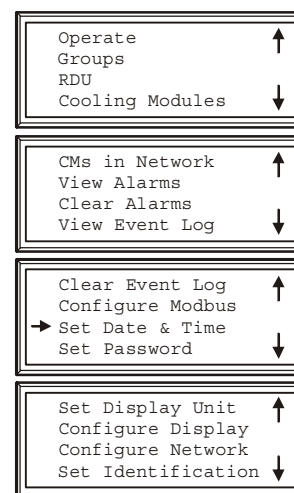 Operate
Groups
RDU
Cooling Modules
CMs in Network
View Alarms
Clear Alarms
View Event Log
Clear Event Log
Configure Modbus
Set Date & Time
Set Password
Set Display Unit
Configure Display
Configure Network
Set Identification